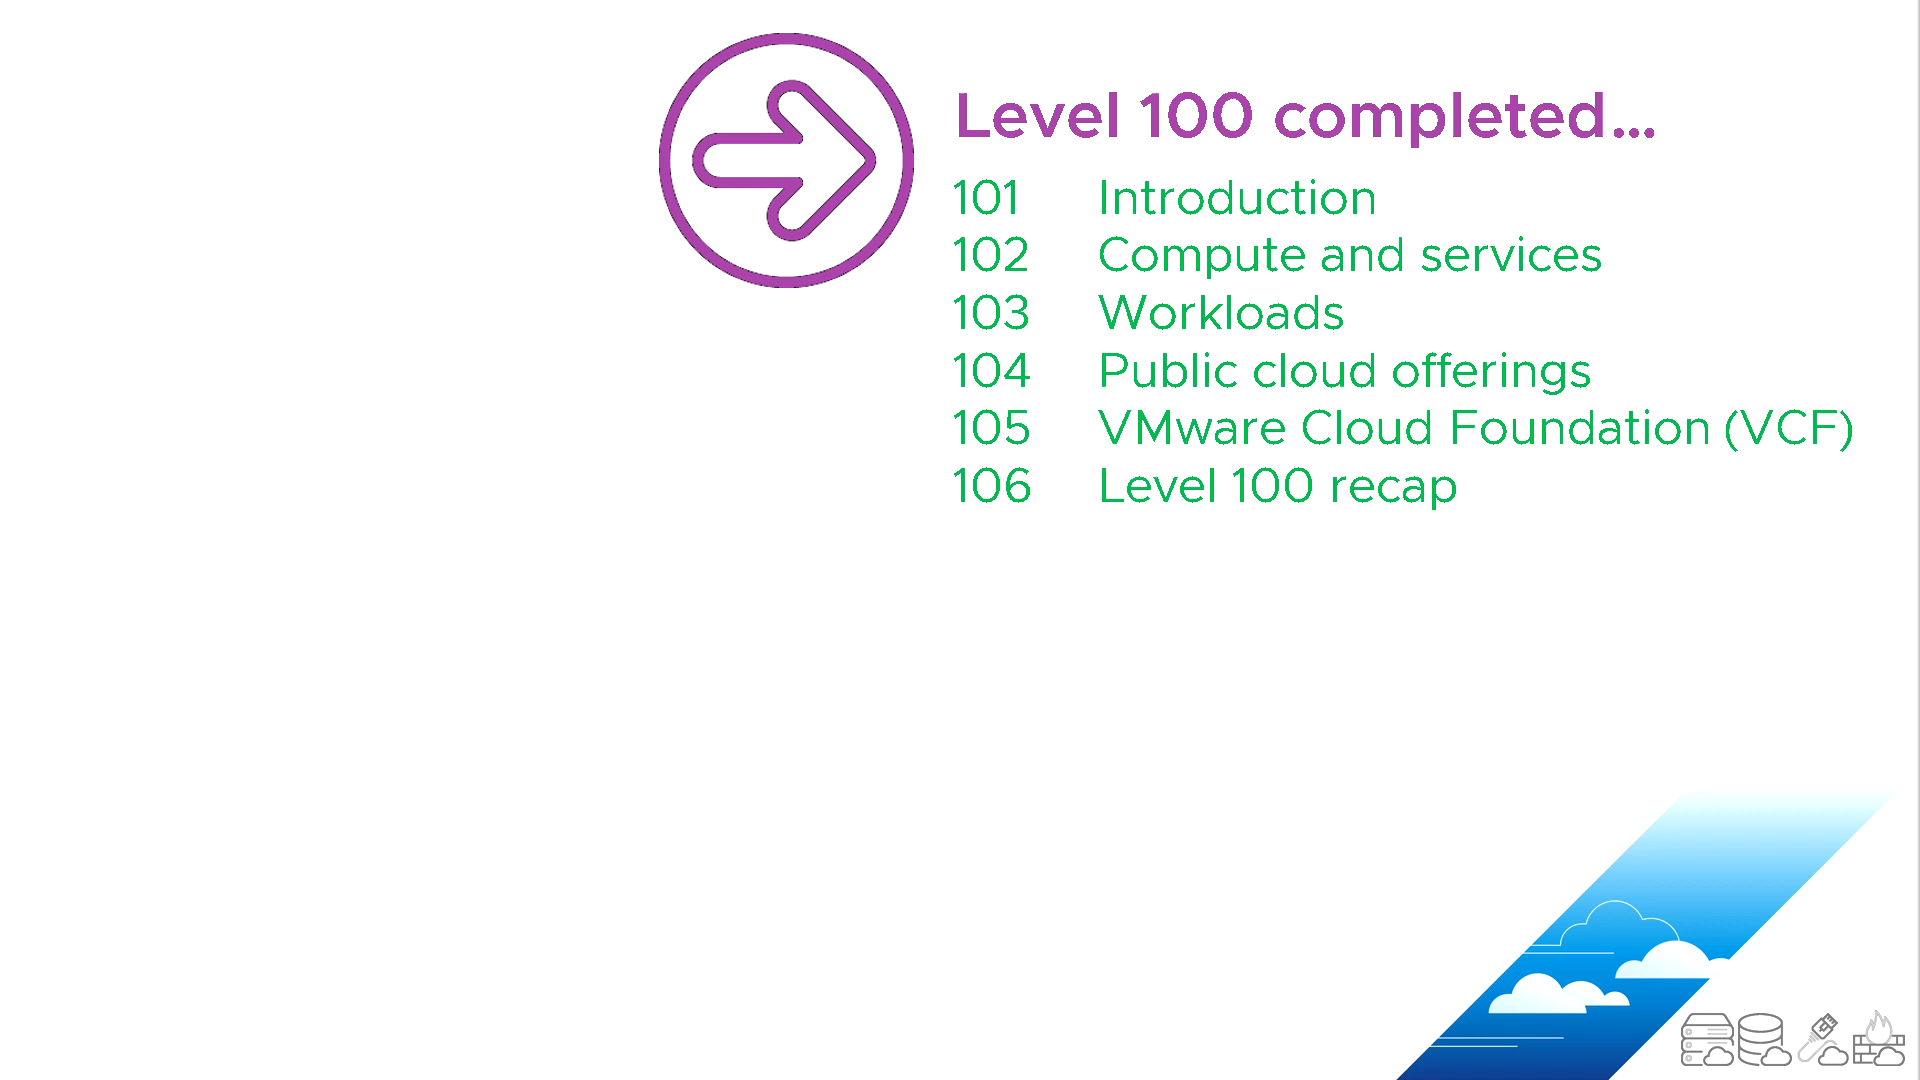 Level 100 completed...
101 Introduction
102 Compute and services
103 Workloads
104 Public cloud offerings
105 VMware Cloud Foundation (VCF)
106 Level 100 recap